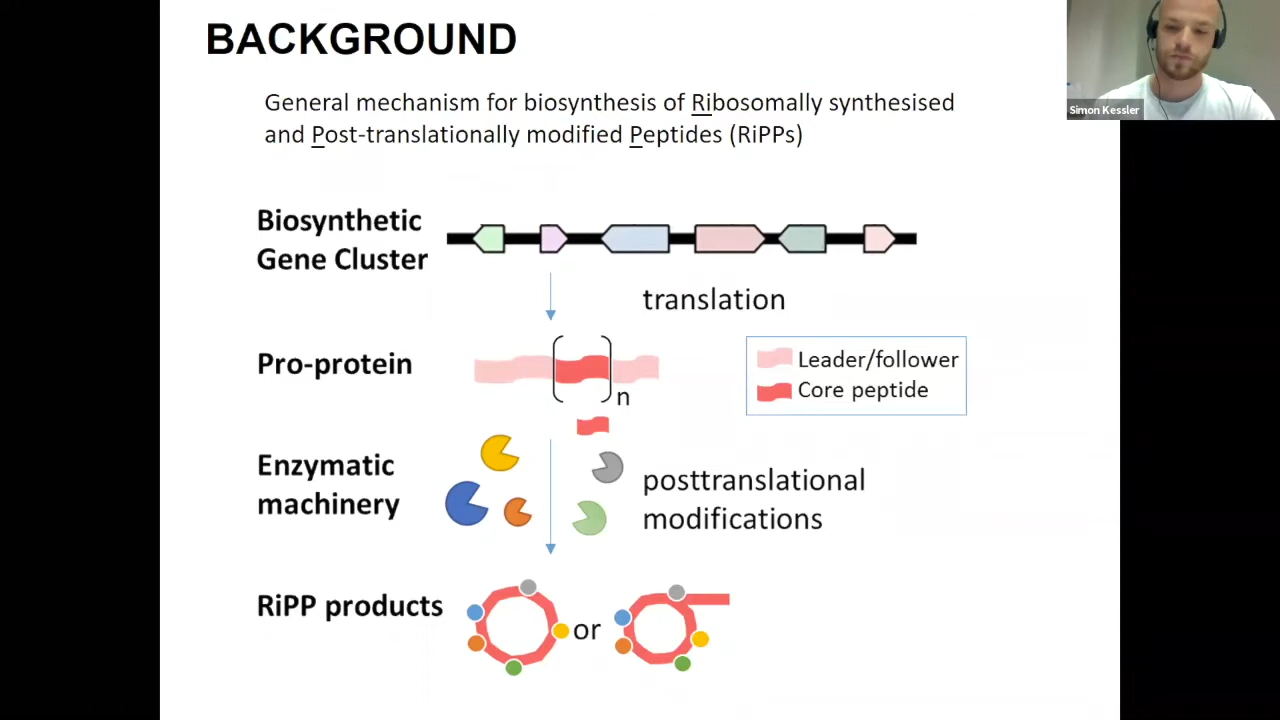 BACKGROUND
Simon Kessler
General mechanism for biosynthesis of Ribosomally synthesised
and Post-translationally modified Peptides (RiPPs)
Biosynthetic
Gene Cluster
translation
Pro-protein
n
Leader/follower
Core peptide
Enzymatic
machinery
posttranslational
modifications
RiPP products
or